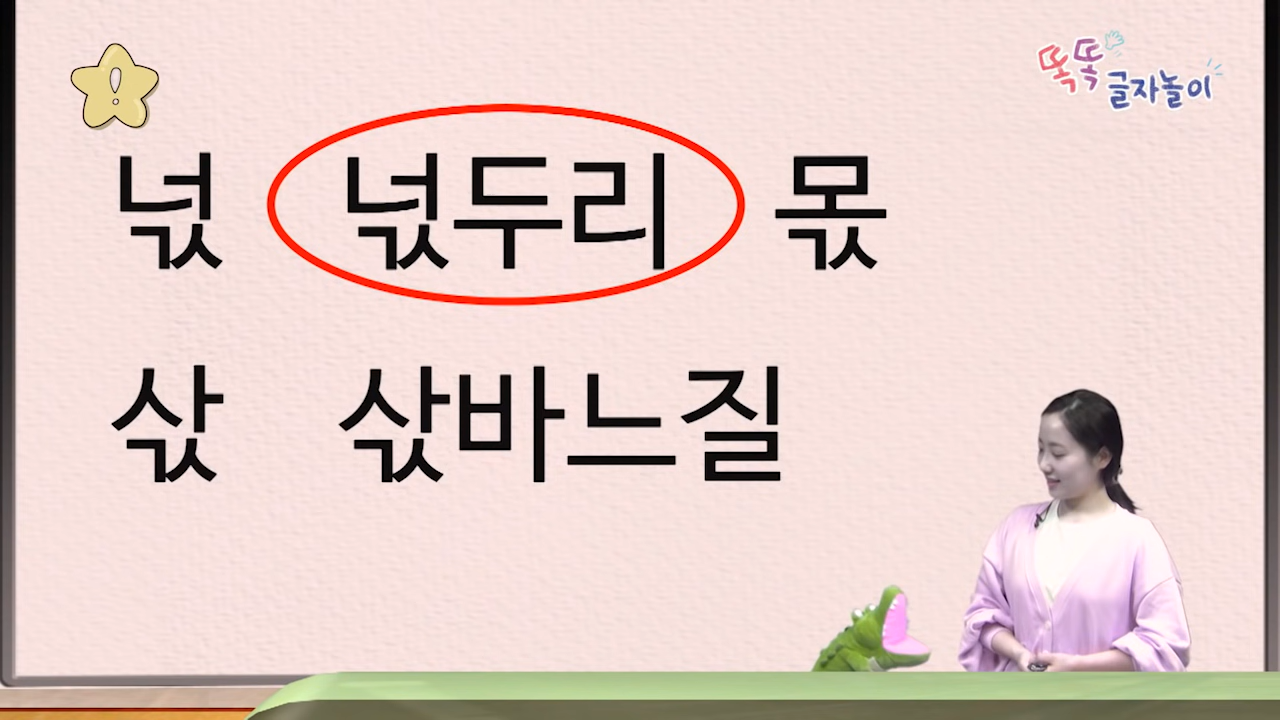 똑똑
글자놀이
넋 넋두리 몫
삯 삯바느질